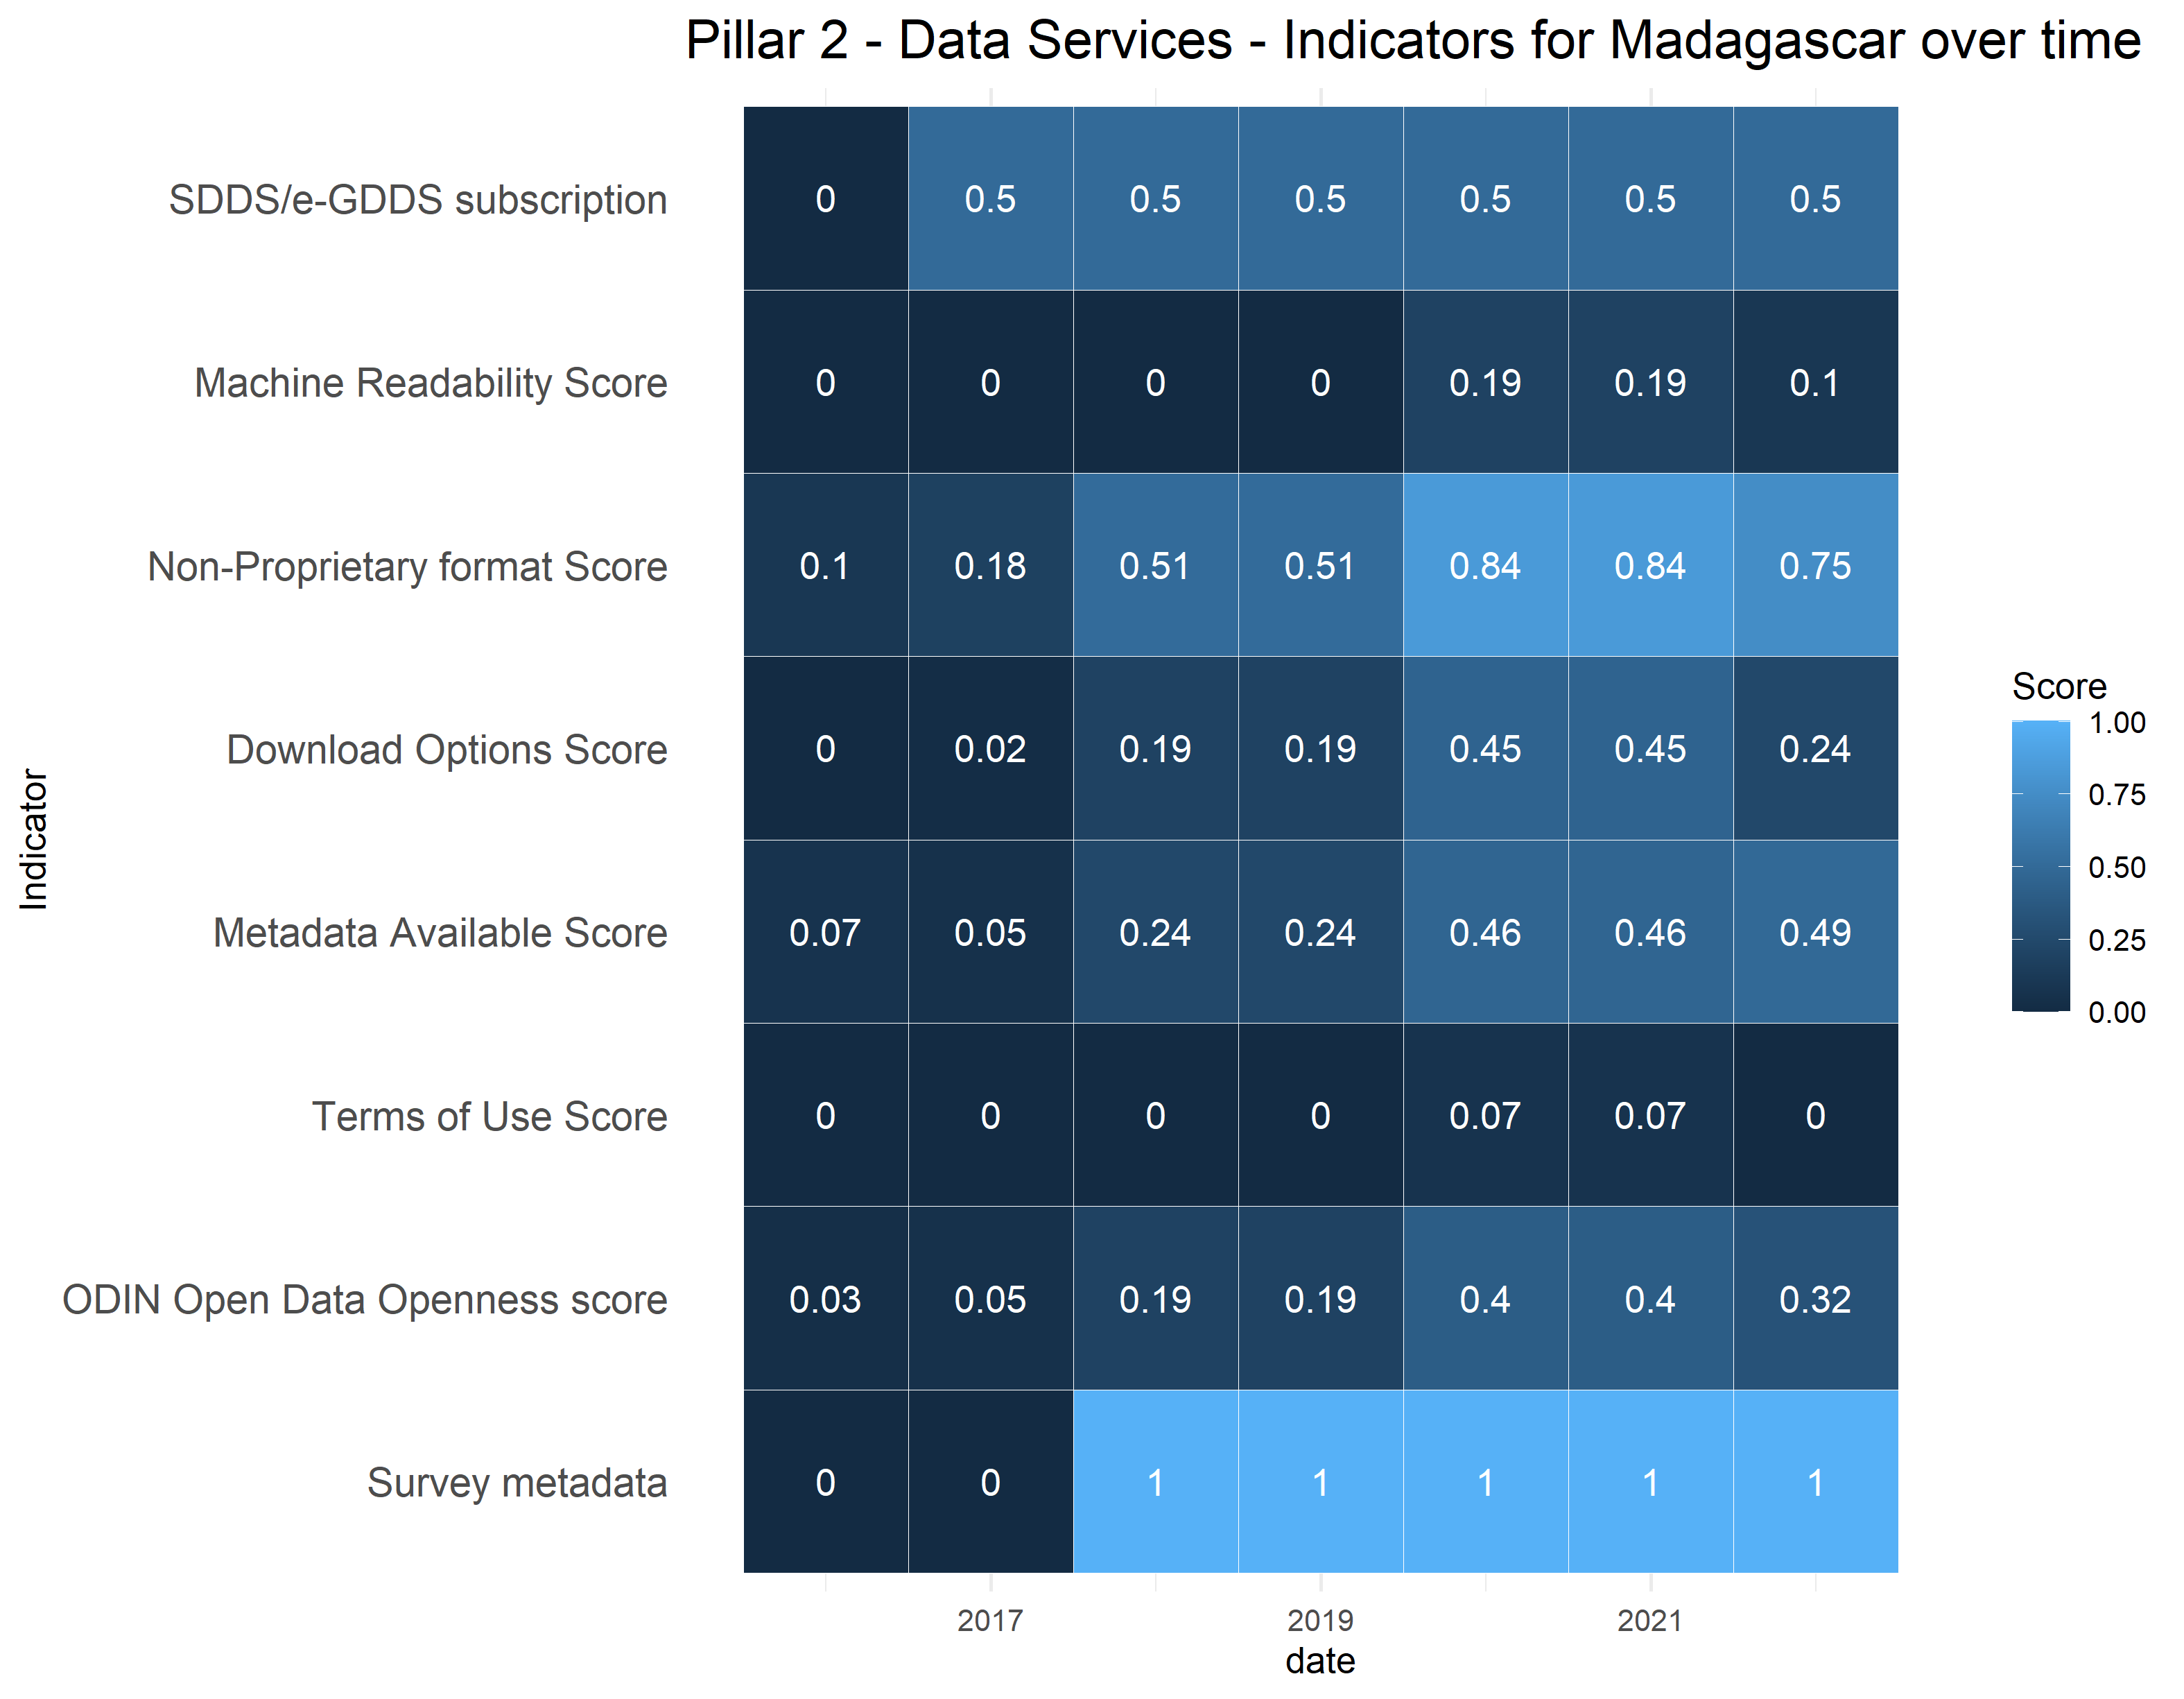 Pillar 2 - Data Services - Indicators for Madagascar over time
SDDS/e-GDDS subscription 0 0.5 0.5 0.5 0.5 0.5 0.5
Machine Readability Score 0 0 0 0 0.19 0.19 0.1
Non-Proprietary format Score 0.1 0.18 0.51 0.51 0.84 0.84 0.75
Download Options Score 0 0.02 0.19 0.19 0.45 0.45 0.24
Metadata Available Score 0.07 0.05 0.24 0.24 0.46 0.46 0.49
Terms of Use Score 0 0 0 0 0.07 0.07 0
ODIN Open Data Openness score 0.03 0.05 0.19 0.19 0.4 0.4 0.32
Survey metadata 0 0 1 1 1 1 1
2017 2019 2021
date
Indicator
Score
1.00
0.75
0.50
0.25
0.00